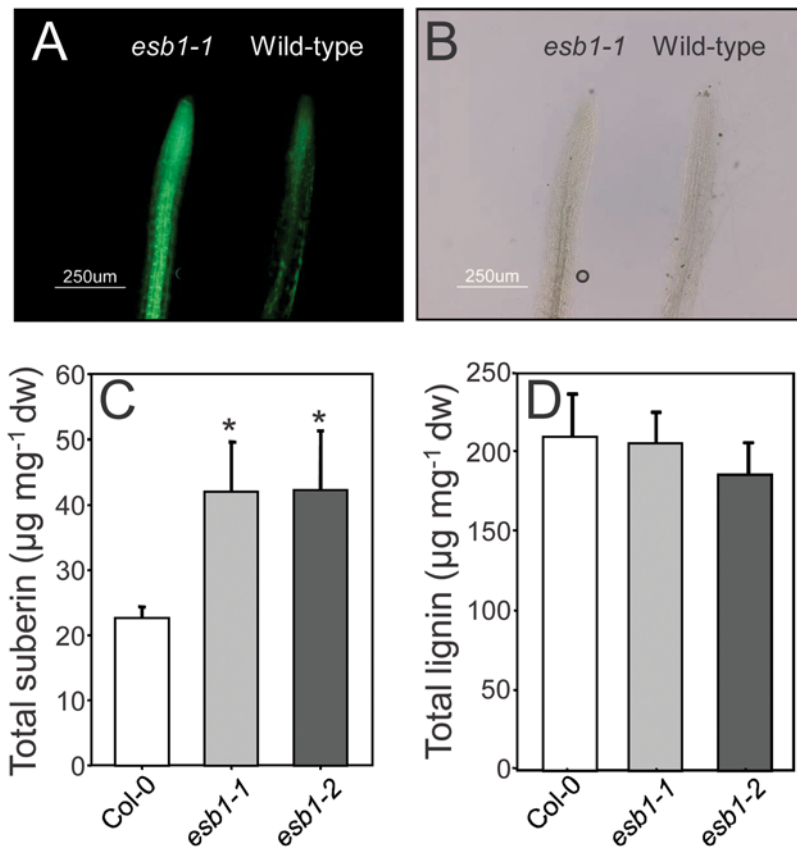 A
esb1-1 Wild-type
250um
B
esb1-1 Wild-type
250um
C
Total suberin (µg mg⁻¹ dw)
60
50
40
30
20
10
0
* *
Col-0
esb1-1
esb1-2
D
Total lignin (µg mg⁻¹ dw)
250
200
150
100
50
0
Col-0
esb1-1
esb1-2